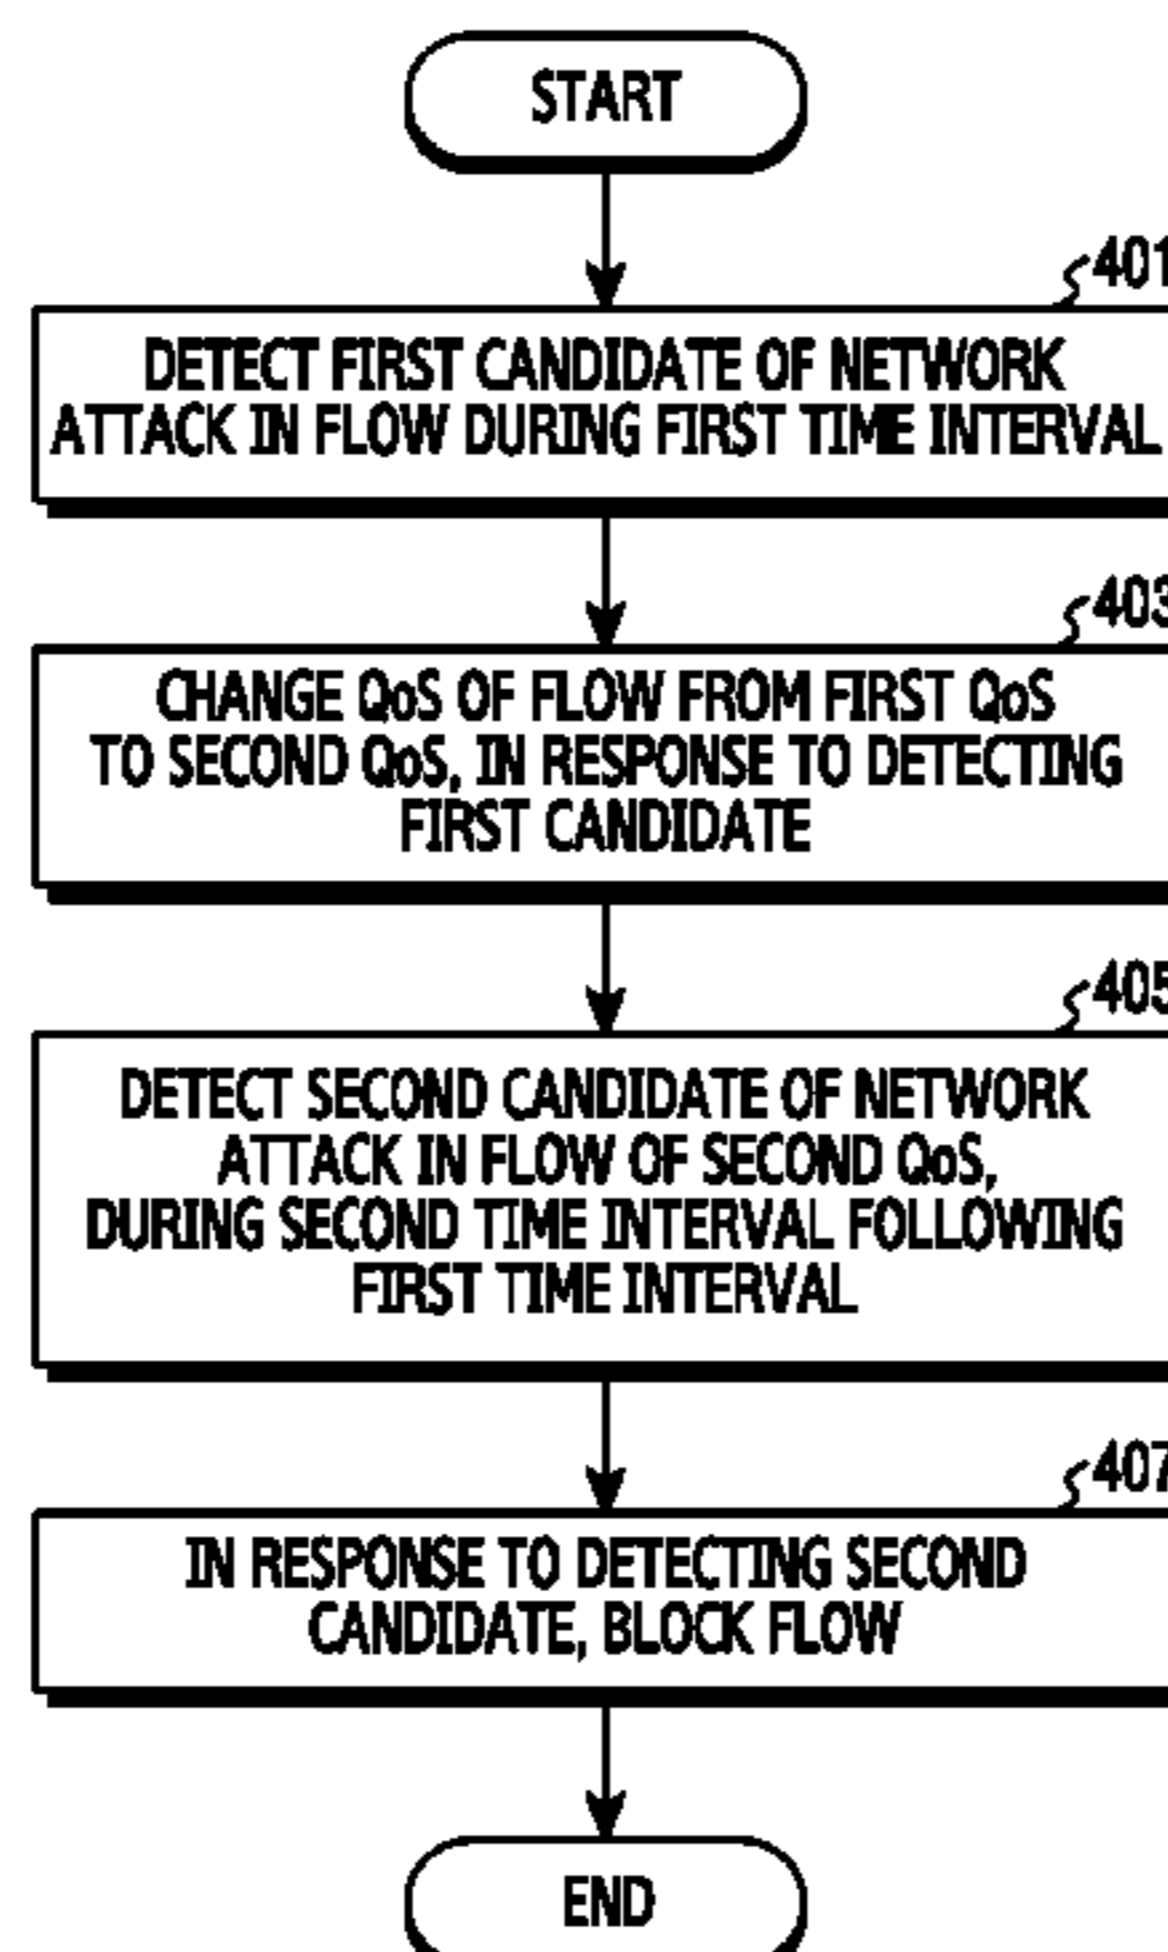 START
401
DETECT FIRST CANDIDATE OF NETWORK
ATTACK IN FLOW DURING FIRST TIME INTERVAL
403
CHANGE QoS OF FLOW FROM FIRST QoS
TO SECOND QoS, IN RESPONSE TO DETECTING
FIRST CANDIDATE
405
DETECT SECOND CANDIDATE OF NETWORK
ATTACK IN FLOW OF SECOND QoS,
DURING SECOND TIME INTERVAL FOLLOWING
FIRST TIME INTERVAL
407
IN RESPONSE TO DETECTING SECOND
CANDIDATE, BLOCK FLOW
END